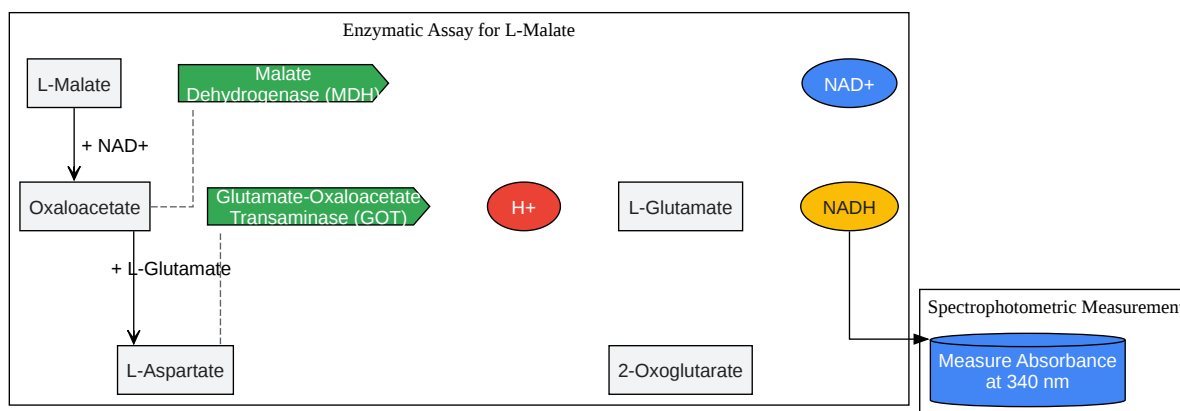 Enzymatic Assay for L-Malate
L-Malate
Malate
Dehydrogenase (MDH)
NAD+
+ NAD+
Oxaloacetate
Glutamate-Oxaloacetate
Transaminase (GOT)
H+
L-Glutamate
NADH
+ L-Glutamate
Spectrophotometric Measurement
L-Aspartate
2-Oxoglutarate
Measure Absorbance
at 340 nm